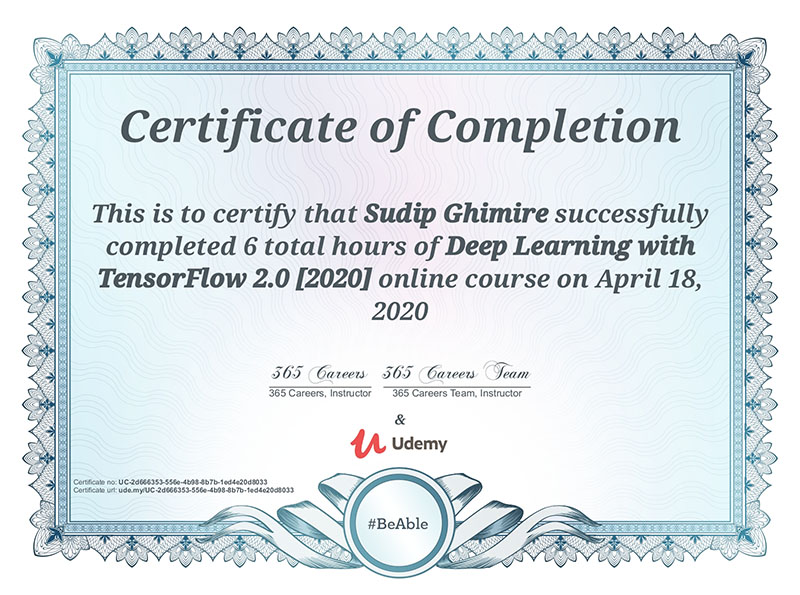 Certificate of Completion
This is to certify that Sudip Ghimire successfully
completed 6 total hours of Deep Learning with
TensorFlow 2.0 [2020] online course on April 18,
2020
365 Careers 365 Careers Team
365 Careers, Instructor 365 Careers Team, Instructor
&
Udemy
Certificate no: UC-2d666353-556e-4b98-8b7b-1ed4e20d8033
Certificate url: ude.my/UC-2d666353-556e-4b98-8b7b-1ed4e20d8033
#BeAble